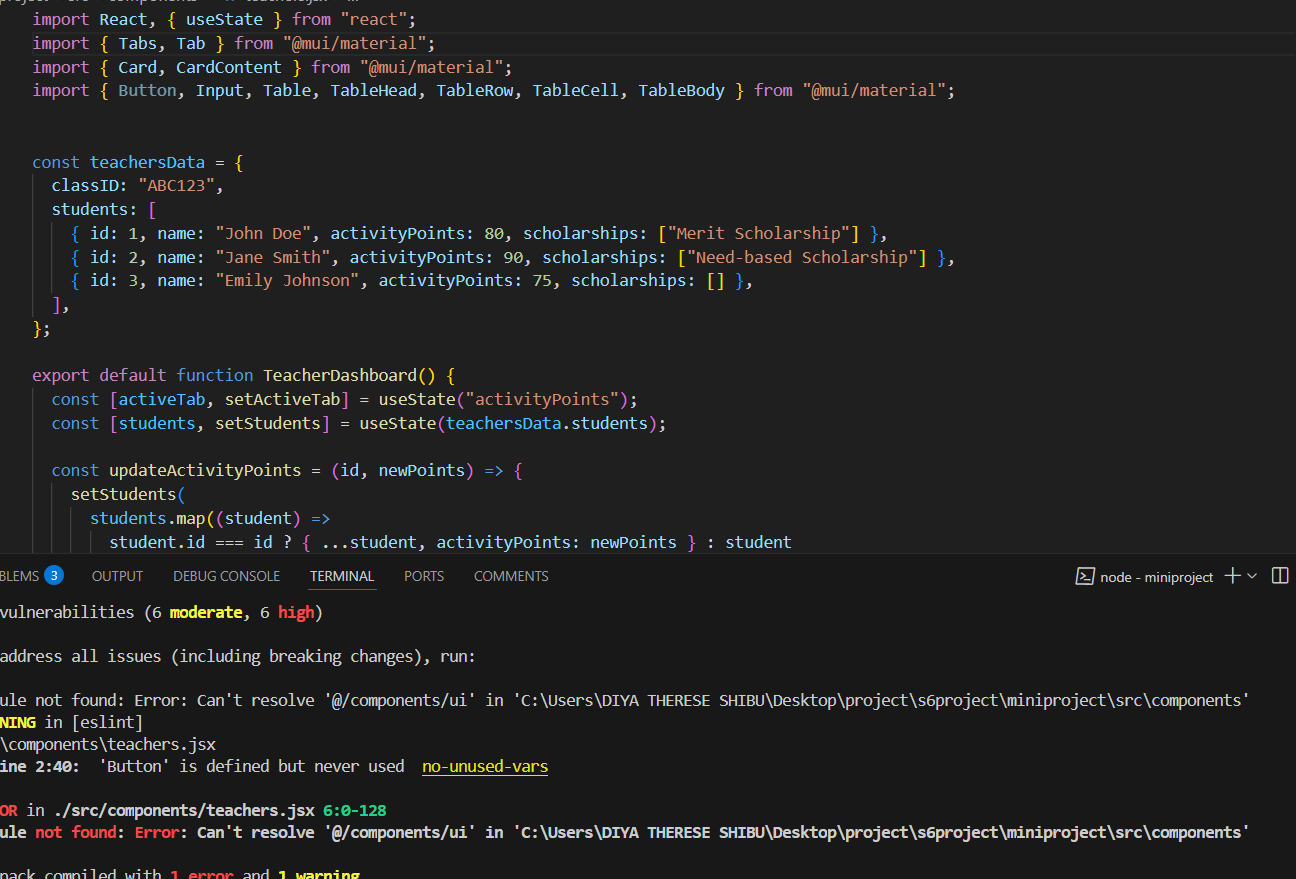 import React, { useState } from "react";
import { Tabs, Tab } from "@mui/material";
import { Card, CardContent } from "@mui/material";
import { Button, Input, Table, TableHead, TableRow, TableCell, TableBody } from "@mui/material";
const teachersData = {
classID: "ABC123",
students: [
{ id: 1, name: "John Doe", activityPoints: 80, scholarships: ["Merit Scholarship"] },
{ id: 2, name: "Jane Smith", activityPoints: 90, scholarships: ["Need-based Scholarship"] },
{ id: 3, name: "Emily Johnson", activityPoints: 75, scholarships: [] },
],
};
export default function TeacherDashboard() {
const [activeTab, setActiveTab] = useState("activityPoints");
const [students, setStudents] = useState(teachersData.students);
const updateActivityPoints = (id, newPoints) => {
setStudents(
students.map((student) =>
student.id === id ? { ...student, activityPoints: newPoints } : student
BLEMS 3 OUTPUT DEBUG CONSOLE TERMINAL PORTS COMMENTS node - miniproject
vulnerabilities (6 moderate, 6 high)
address all issues (including breaking changes), run:
ule not found: Error: Can't resolve '@/components/ui' in 'C:\Users\DIYA THERESE SHIBU\Desktop\project\s6project\miniproject\src\components'
NING in [eslint]
\components\teachers.jsx
ine 2:40: 'Button' is defined but never used no-unused-vars
OR in ./src/components/teachers.jsx 6:0-128
ule not found: Error: Can't resolve '@/components/ui' in 'C:\Users\DIYA THERESE SHIBU\Desktop\project\s6project\miniproject\src\components'
pack compiled with 1 error and 1 warning